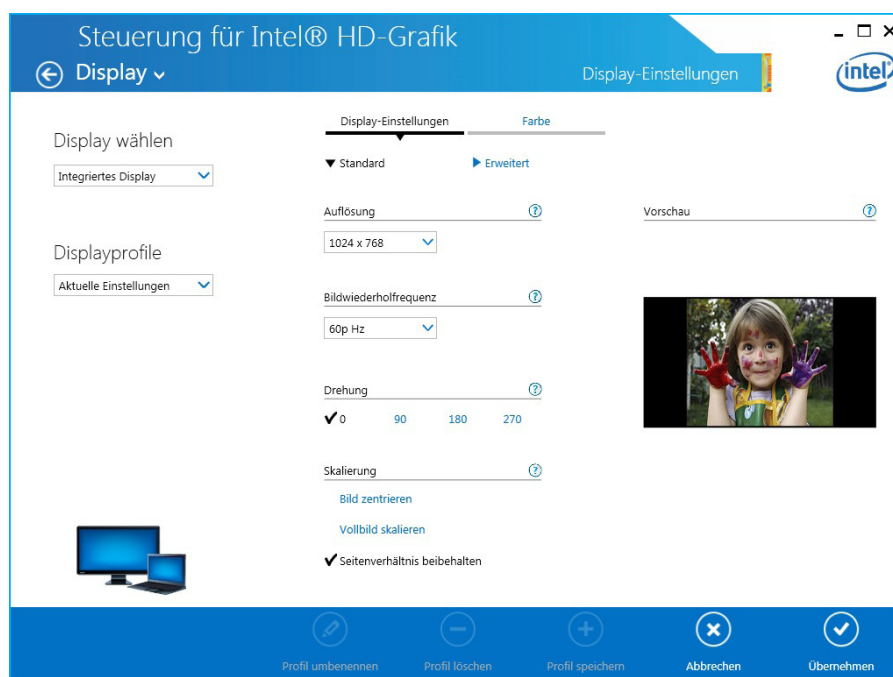 Steuerung für Intel® HD-Grafik
Display
Display-Einstellungen
intel
Display wählen
Integriertes Display
Displayprofile
Aktuelle Einstellungen
Display-Einstellungen Farbe
Standard Erweitert
Auflösung ?
1024 x 768
Bildwiederholfrequenz ?
60p Hz
Drehung ?
0 90 180 270
Skalierung ?
Bild zentrieren
Vollbild skalieren
Seitenverhältnis beibehalten
Vorschau ?
Profil umbenennen Profil löschen Profil speichern Abbrechen Übernehmen